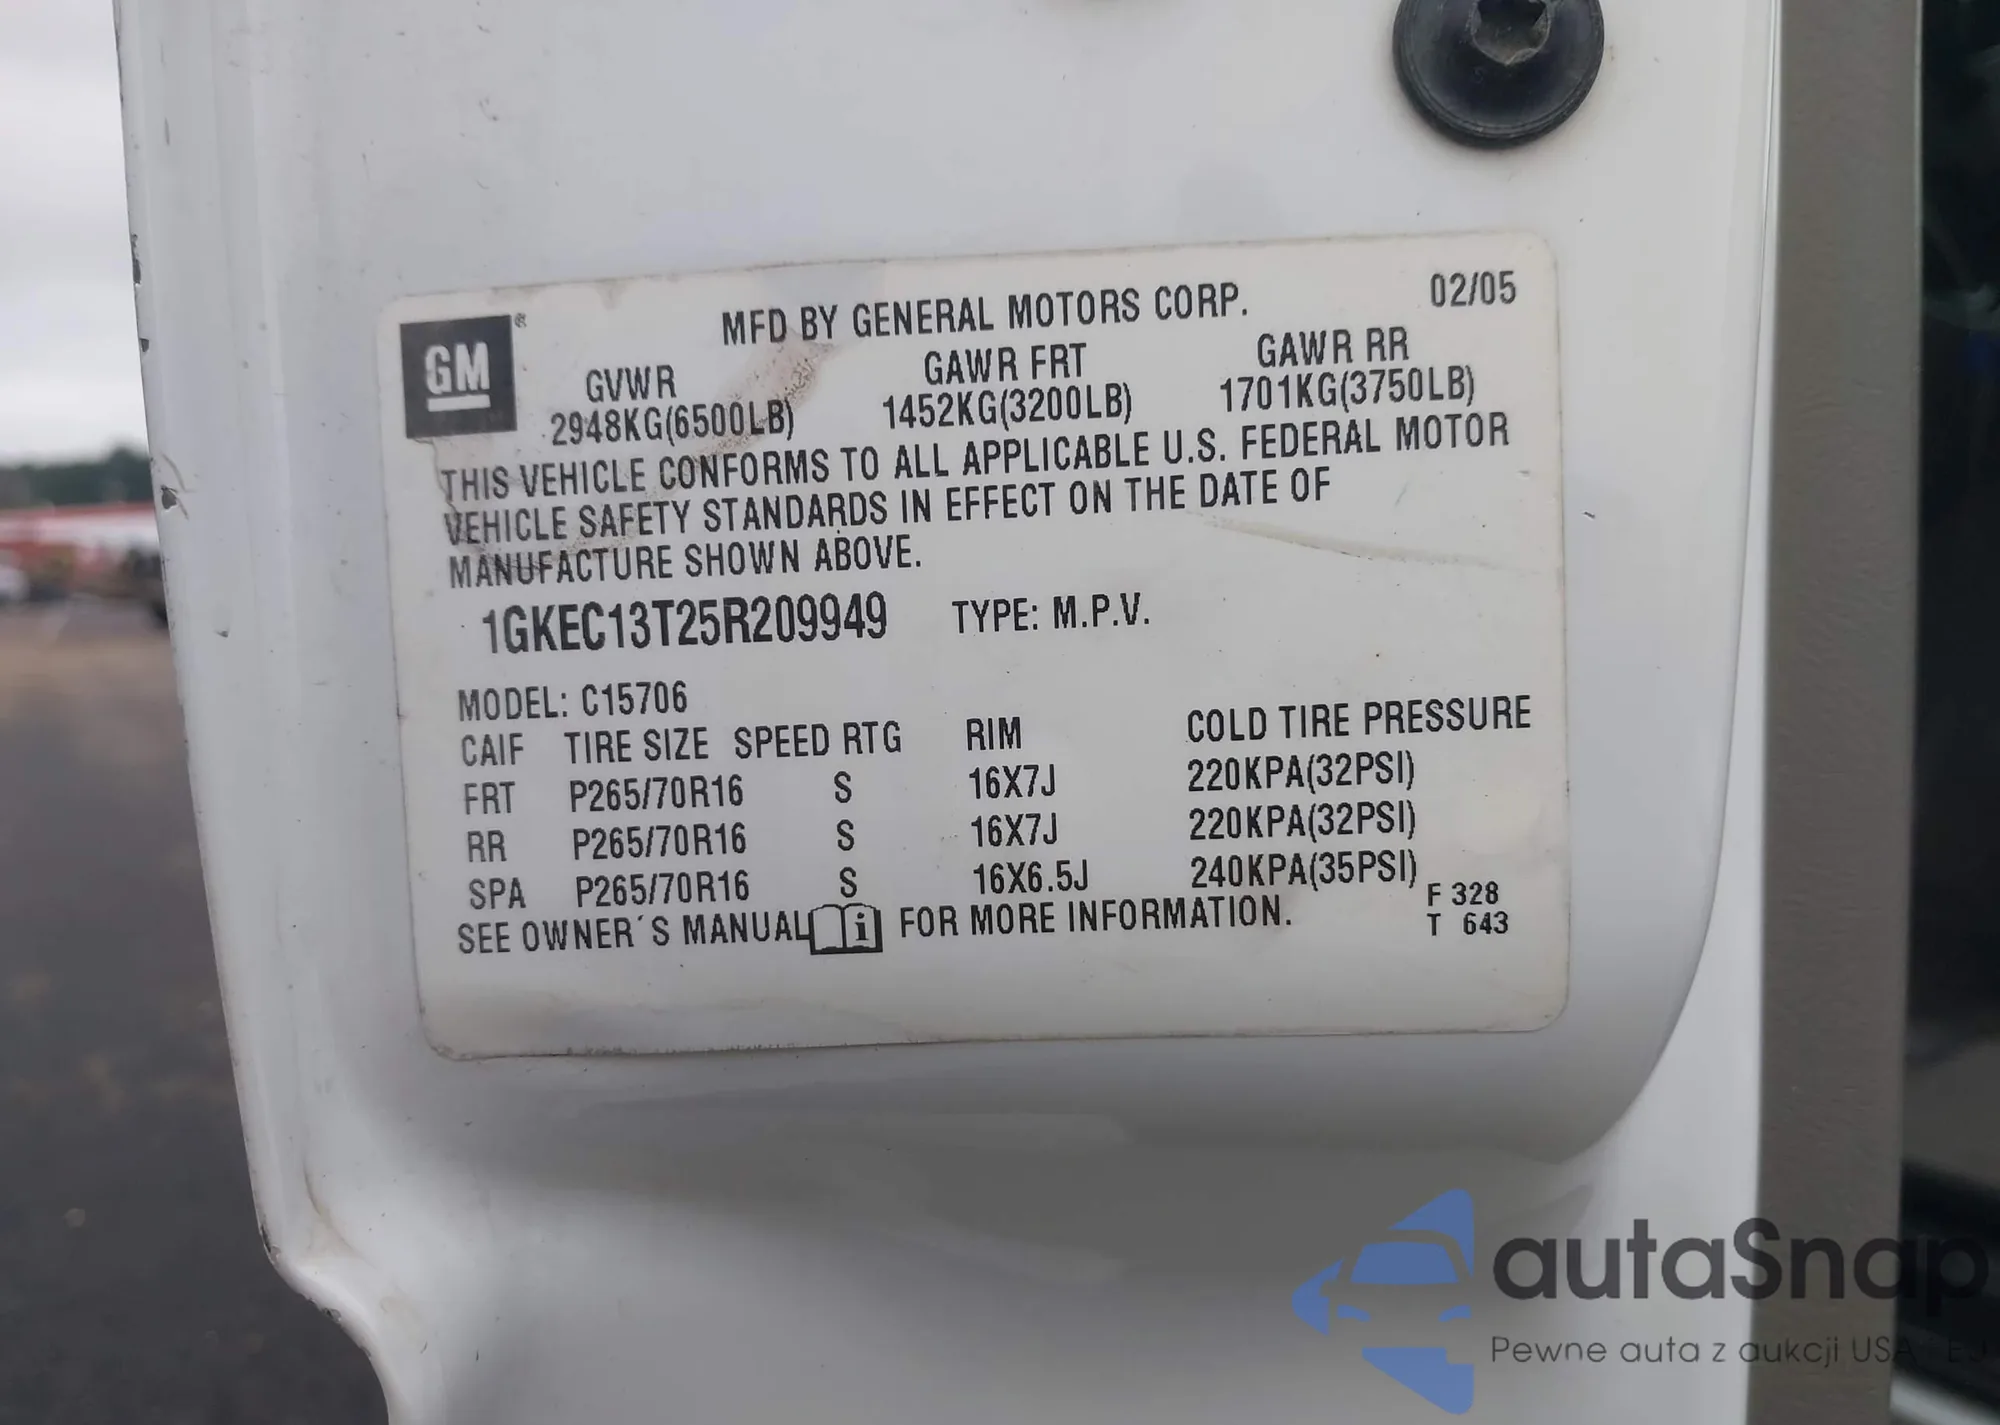 GM®
MFD BY GENERAL MOTORS CORP. 02/05
GVWR GAWR FRT GAWR RR
2948KG(6500LB) 1452KG(3200LB) 1701KG(3750LB)
THIS VEHICLE CONFORMS TO ALL APPLICABLE U.S. FEDERAL MOTOR
VEHICLE SAFETY STANDARDS IN EFFECT ON THE DATE OF
MANUFACTURE SHOWN ABOVE.
1GKEC13T25R209949 TYPE: M.P.V.
MODEL: C15706
CAIF TIRE SIZE SPEED RTG RIM COLD TIRE PRESSURE
FRT P265/70R16 S 16X7J 220KPA(32PSI)
RR P265/70R16 S 16X7J 220KPA(32PSI)
SPA P265/70R16 S 16X6.5J 240KPA(35PSI)
SEE OWNER´S MANUAL i FOR MORE INFORMATION.
F 328
T 643
autaSnap
Pewne auta z aukcji USA EU